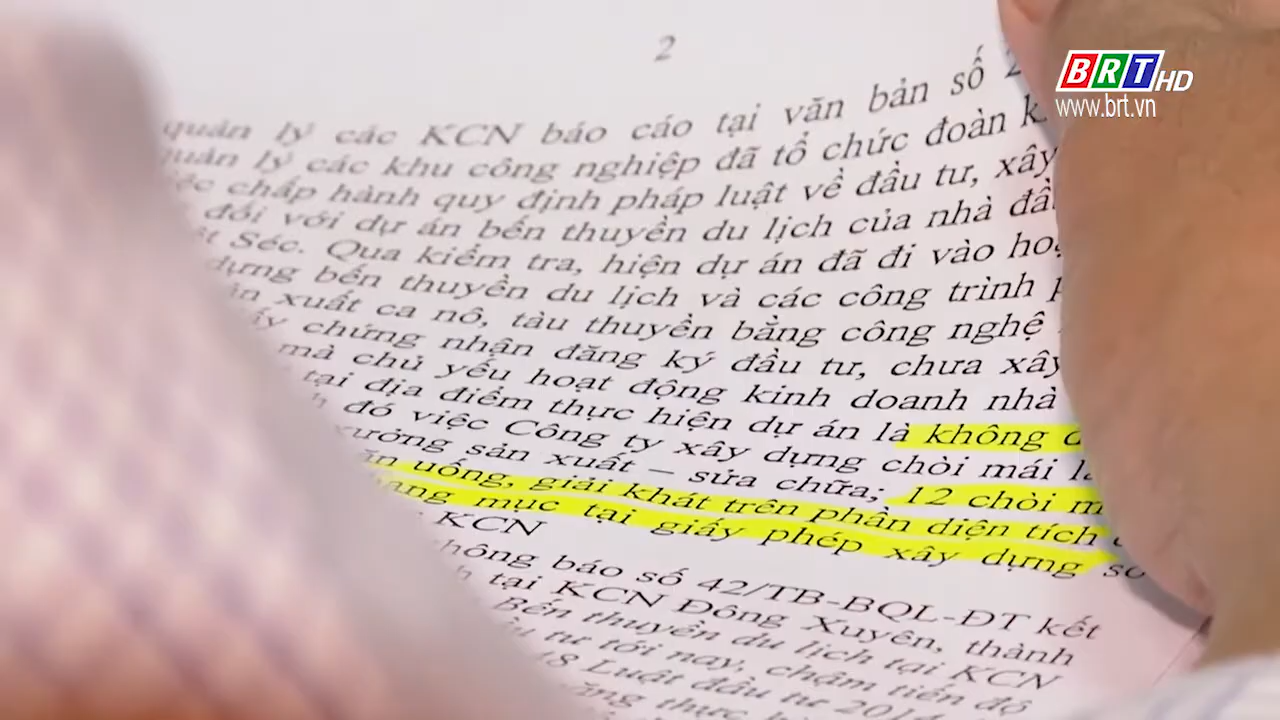 2
BRT HD
www.brt.vn
quản lý các KCN báo cáo tại văn bản số
quản lý các khu công nghiệp đã tổ chức đoàn
chấp hành quy định pháp luật về đầu tư, xây
đối với dự án bến thuyền du lịch của nhà đầu
Séc. Qua kiểm tra, hiện dự án đã đi vào
dựng bến thuyền du lịch và các công trình
xuất ca nô, tàu thuyền bằng công nghệ
chứng nhận đăng ký đầu tư, chưa xây
mà chủ yếu hoạt động kinh doanh nhà
tại địa điểm thực hiện dự án là không
đó việc Công ty xây dựng chòi mái
xưởng sản xuất – sửa chữa; 12 chòi
ăn uống, giải khát trên phần diện tích
mục tại giấy phép xây dựng số
KCN
báo số 42/TB-BQL-ĐT kết
tại KCN Đông Xuyên, thành
Bến thuyền du lịch tại KCN
tư tới nay, chậm tiến độ
Luật đầu tư